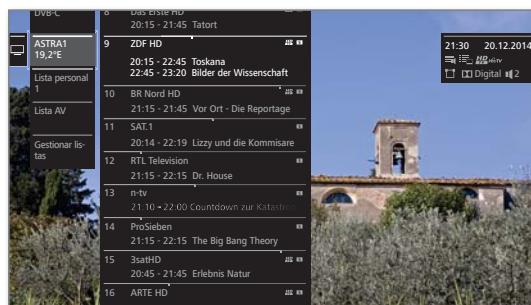 DVB-C
ASTRA1
19,2°E
Lista personal
1
Lista AV
Gestionar lis-
tas
8 Das Erste HD
20:15 - 21:45 Tatort
9 ZDF HD
20:15 - 22:45 Toskana
22:45 - 23:20 Bilder der Wissenschaft
10 BR Nord HD
21:15 - 21:45 Vor Ort - Die Reportage
11 SAT.1
20:14 - 22:19 Lizzy und die Kommisare
12 RTL Television
21:15 - 22:15 Dr. House
13 n-tv
21:10 - 22:00 Countdown zur Katastro
14 ProSieben
21:15 - 22:15 The Big Bang Theory
15 3satHD
20:45 - 21:45 Erlebnis Natur
16 ARTE HD
21:30 20.12.2014
Digital 2